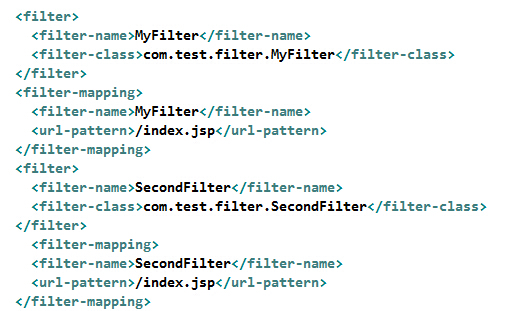 <filter>
  <filter-name>MyFilter</filter-name>
  <filter-class>com.test.filter.MyFilter</filter-class>
</filter>
<filter-mapping>
  <filter-name>MyFilter</filter-name>
  <url-pattern>/index.jsp</url-pattern>
</filter-mapping>
<filter>
  <filter-name>SecondFilter</filter-name>
  <filter-class>com.test.filter.SecondFilter</filter-class>
</filter>
  <filter-mapping>
  <filter-name>SecondFilter</filter-name>
  <url-pattern>/index.jsp</url-pattern>
</filter-mapping>